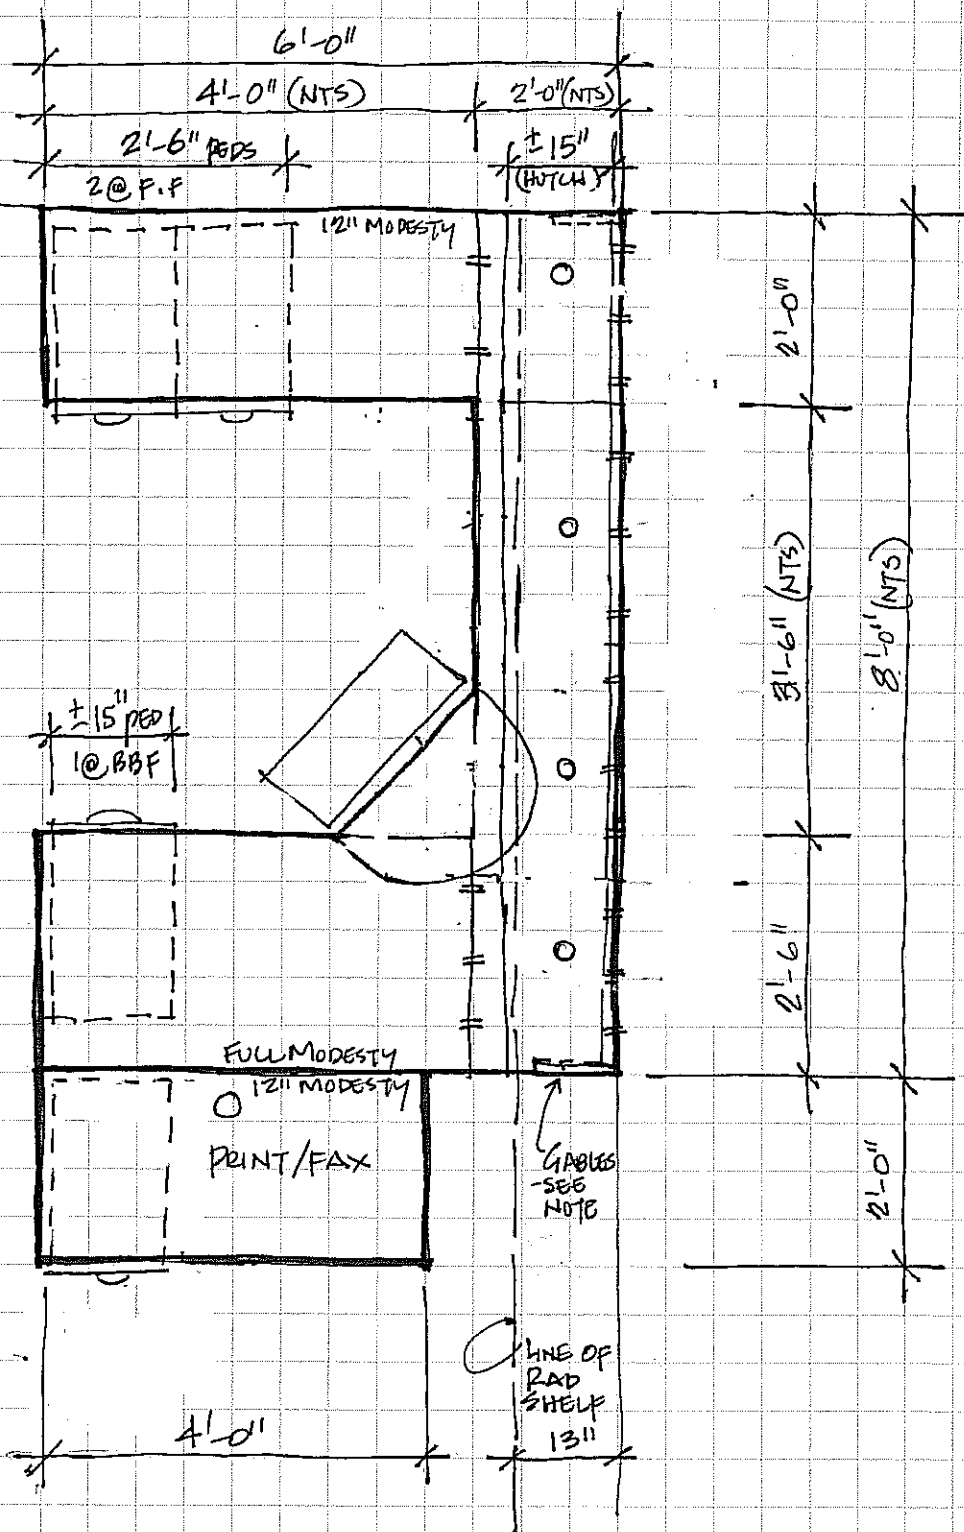 6'-0"
4'-0" (NTS)
2'-0" (NTS)
2'-6" PEDS
2@ F.F
± 15"
(HUTCH)
12" MODESTY
2'-0"
3'-6" (NTS)
8'-0" (NTS)
± 15" PED
1@ BBF
2'-6"
FULL MODESTY
12" MODESTY
PRINT/FAX
GABLES
-SEE
NOTE
2'-0"
LINE OF
RAD
SHELF
13"
4'-0"